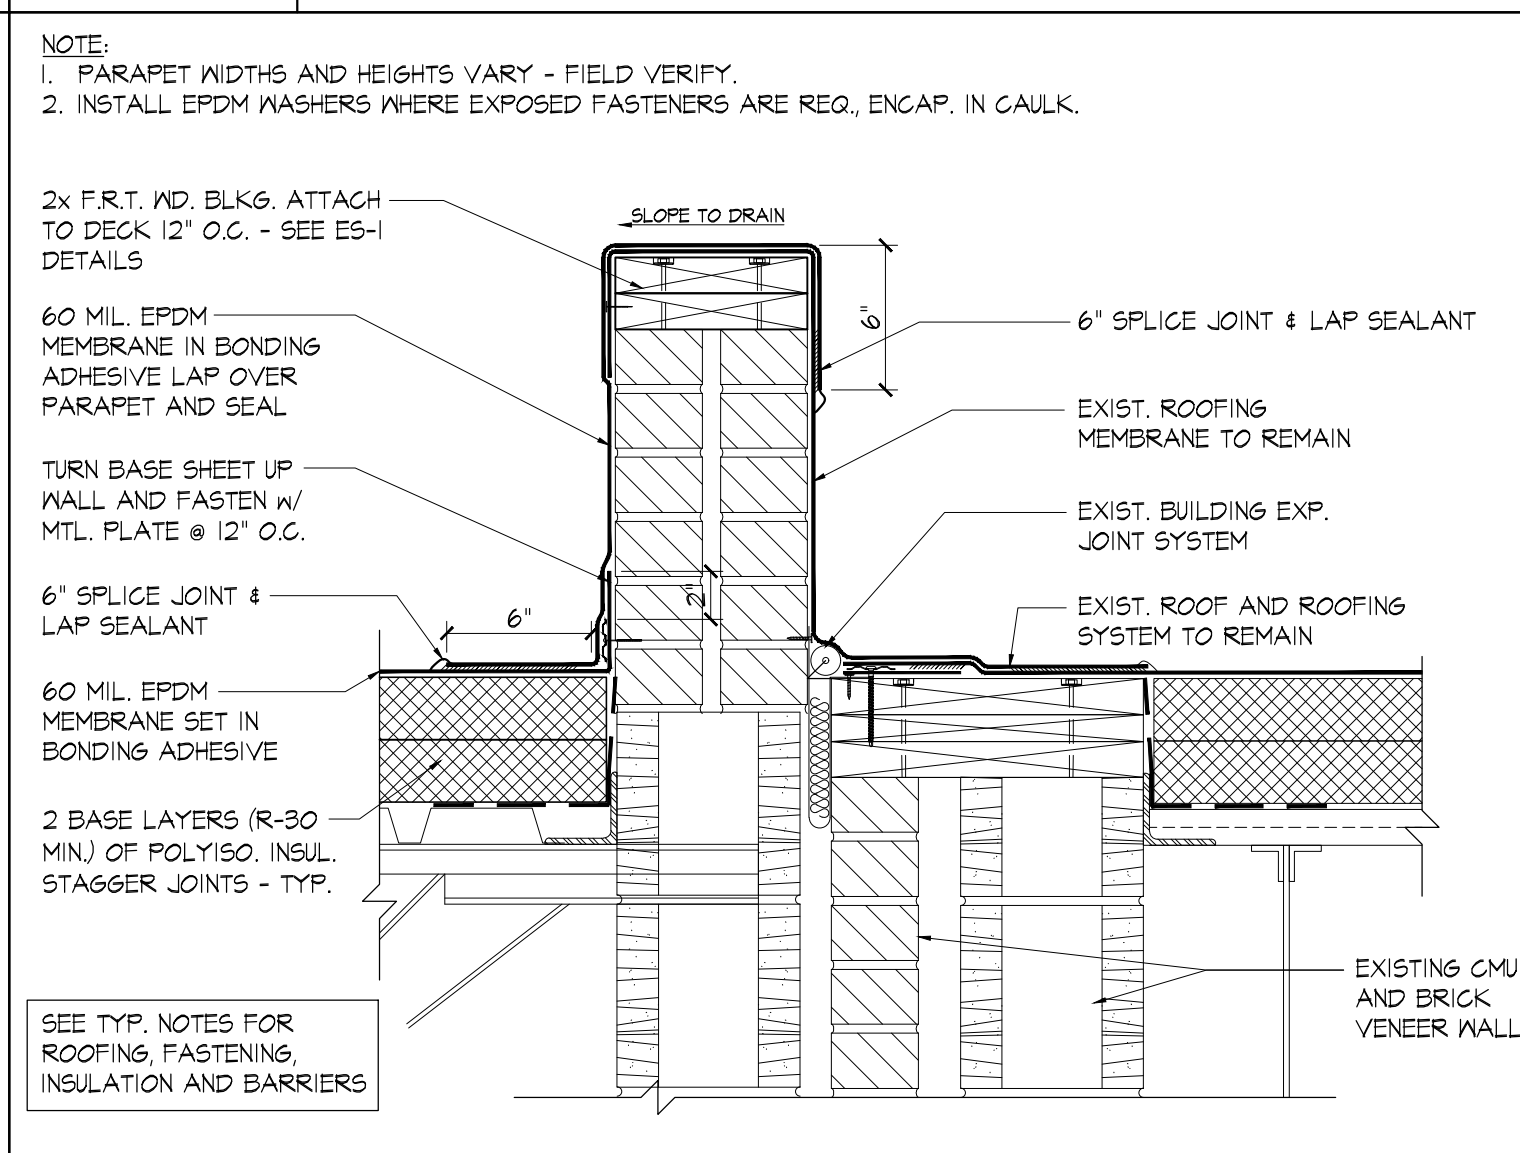 NOTE:
1. PARAPET WIDTHS AND HEIGHTS VARY - FIELD VERIFY.
2. INSTALL EPDM WASHERS WHERE EXPOSED FASTENERS ARE REQ., ENCAP. IN CAULK.
2x F.R.T. WD. BLKG. ATTACH
TO DECK 12" O.C. - SEE ES-1
DETAILS
60 MIL. EPDM
MEMBRANE IN BONDING
ADHESIVE LAP OVER
PARAPET AND SEAL
TURN BASE SHEET UP
WALL AND FASTEN w/
MTL. PLATE @ 12" O.C.
6" SPLICE JOINT &
LAP SEALANT
60 MIL. EPDM
MEMBRANE SET IN
BONDING ADHESIVE
2 BASE LAYERS (R-30
MIN.) OF POLYISO. INSUL.
STAGGER JOINTS - TYP.
SEE TYP. NOTES FOR
ROOFING, FASTENING,
INSULATION AND BARRIERS
SLOPE TO DRAIN
6"
6"
2"
6" SPLICE JOINT & LAP SEALANT
EXIST. ROOFING
MEMBRANE TO REMAIN
EXIST. BUILDING EXP.
JOINT SYSTEM
EXIST. ROOF AND ROOFING
SYSTEM TO REMAIN
EXISTING CMU
AND BRICK
VENEER WALL